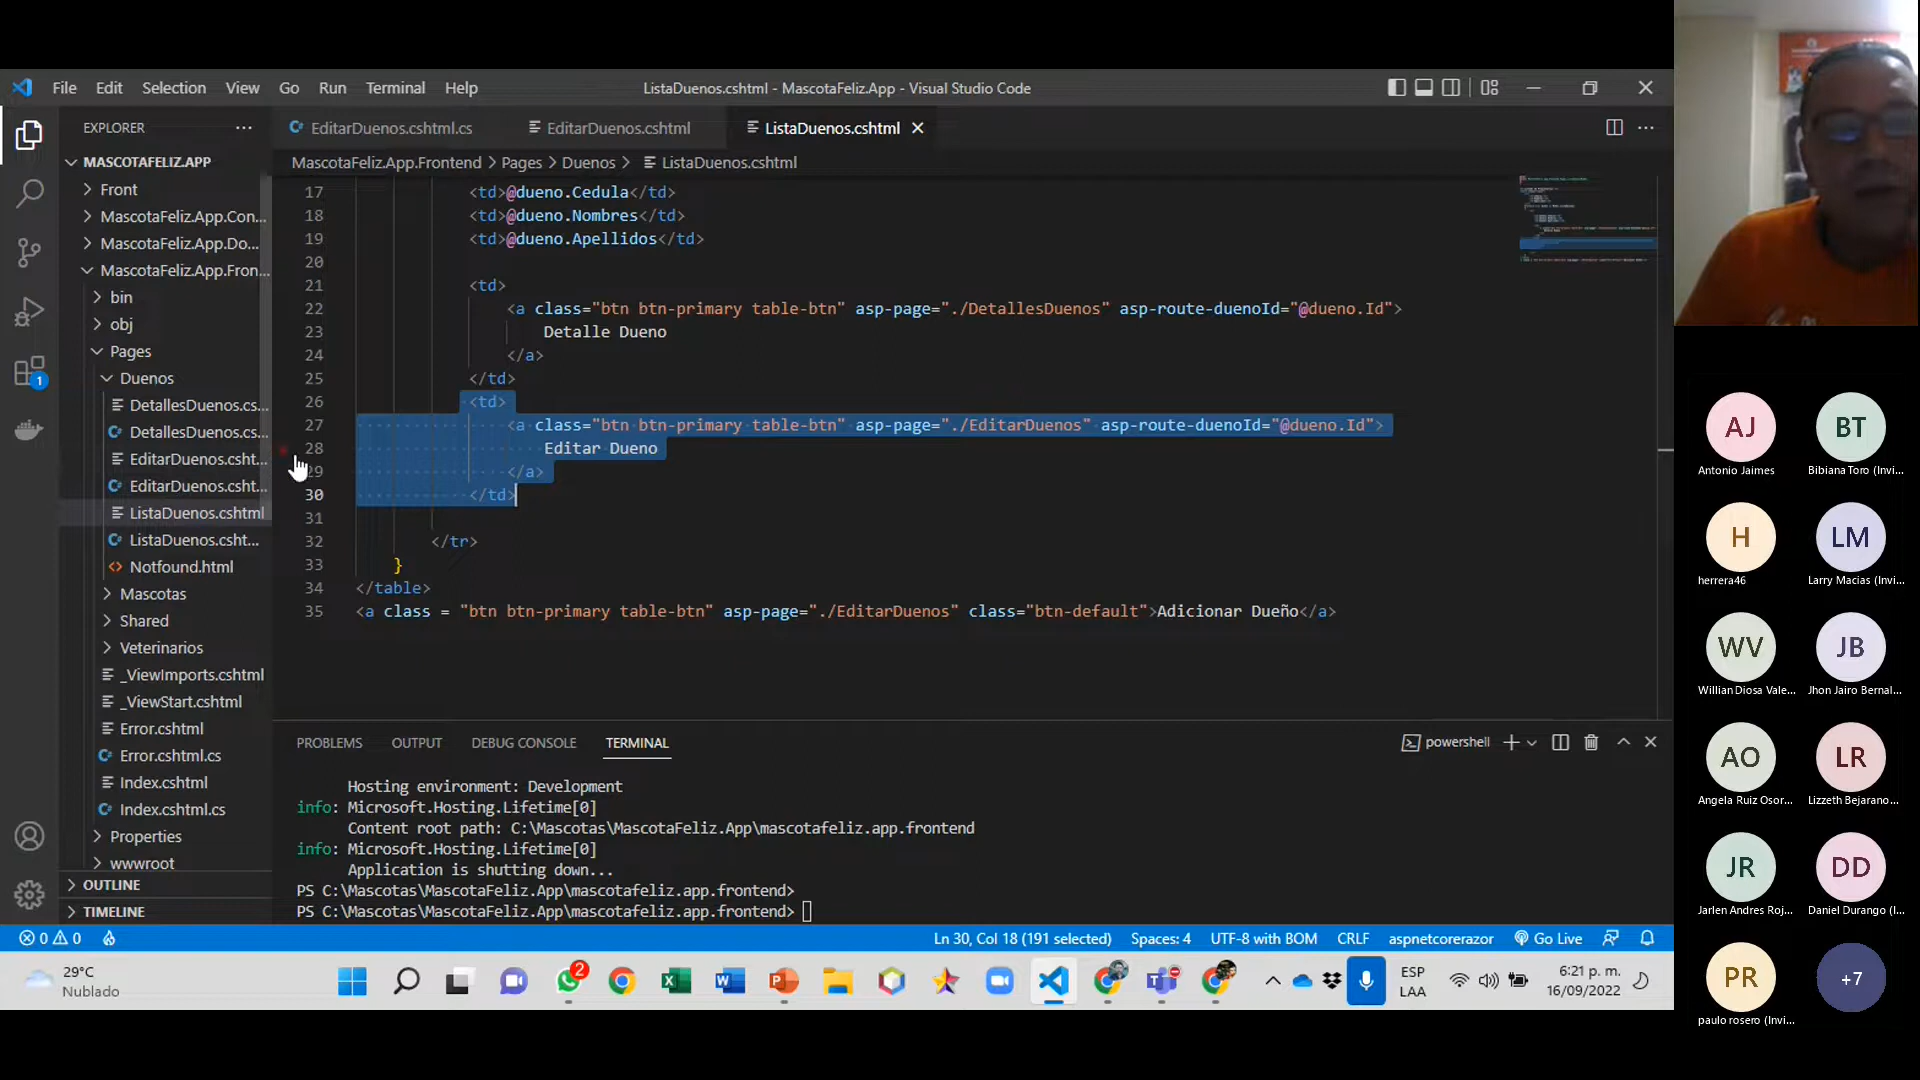 File Edit Selection View Go Run Terminal Help
ListaDuenos.cshtml - MascotaFeliz.App - Visual Studio Code
EXPLORER
EditarDuenos.cshtml.cs
EditarDuenos.cshtml
ListaDuenos.cshtml
MASCOTAFELIZ.APP
Front
MascotaFeliz.App.Con...
MascotaFeliz.App.Do...
MascotaFeliz.App.Fron...
bin
obj
Pages
Duenos
DetallesDuenos.cs...
DetallesDuenos.cs...
EditarDuenos.csht...
EditarDuenos.csht...
ListaDuenos.cshtml
ListaDuenos.csht...
Notfound.html
Mascotas
Shared
Veterinarios
_ViewImports.cshtml
_ViewStart.cshtml
Error.cshtml
Error.cshtml.cs
Index.cshtml
Index.cshtml.cs
Properties
wwwroot
OUTLINE
TIMELINE
1
MascotaFeliz.App.Frontend > Pages > Duenos > ListaDuenos.cshtml
17 <td>@dueno.Cedula</td>
18 <td>@dueno.Nombres</td>
19 <td>@dueno.Apellidos</td>
20
21 <td>
22 <a class="btn btn-primary table-btn" asp-page="./DetallesDuenos" asp-route-duenoId="@dueno.Id">
23 Detalle Dueno
24 </a>
25 </td>
26 <td>
27 <a class="btn btn-primary table-btn" asp-page="./EditarDuenos" asp-route-duenoId="@dueno.Id">
28 Editar Dueno
29 </a>
30 </td>
31
32 </tr>
33 }
34 </table>
35 <a class = "btn btn-primary table-btn" asp-page="./EditarDuenos" class="btn-default">Adicionar Dueño</a>
PROBLEMS OUTPUT DEBUG CONSOLE TERMINAL
powershell
Hosting environment: Development
info: Microsoft.Hosting.Lifetime[0]
Content root path: C:\Mascotas\MascotaFeliz.App\mascotafeliz.app.frontend
info: Microsoft.Hosting.Lifetime[0]
Application is shutting down...
PS C:\Mascotas\MascotaFeliz.App\mascotafeliz.app.frontend>
PS C:\Mascotas\MascotaFeliz.App\mascotafeliz.app.frontend>
0 0
Ln 30, Col 18 (191 selected) Spaces: 4 UTF-8 with BOM CRLF aspnetcorerazor Go Live
29°C
Nublado
2
ESP
LAA
6:21 p. m.
16/09/2022
AJ BT
Antonio Jaimes Bibiana Toro (Invi...
H LM
herrera46 Larry Macias (Invi...
WV JB
Willian Diosa Vale... Jhon Jairo Bernal...
AO LR
Angela Ruiz Osor... Lizzeth Bejarano...
JR DD
Jarlen Andres Roj... Daniel Durango (I...
PR +7
paulo rosero (Invi...